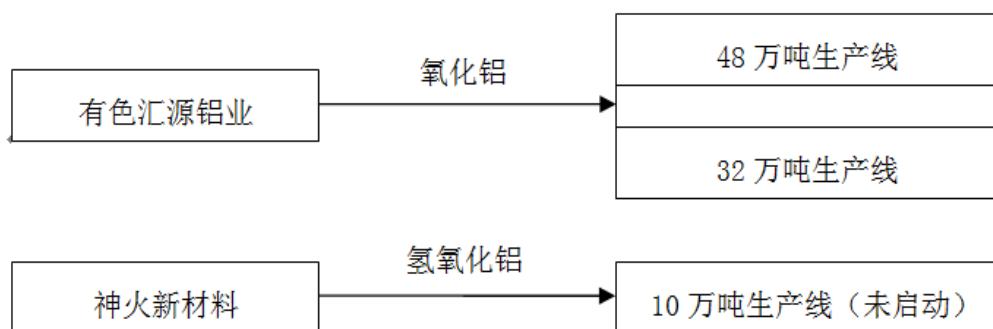 48 万吨生产线
氧化铝
有色汇源铝业
32 万吨生产线
氢氧化铝
神火新材料
10 万吨生产线（未启动）